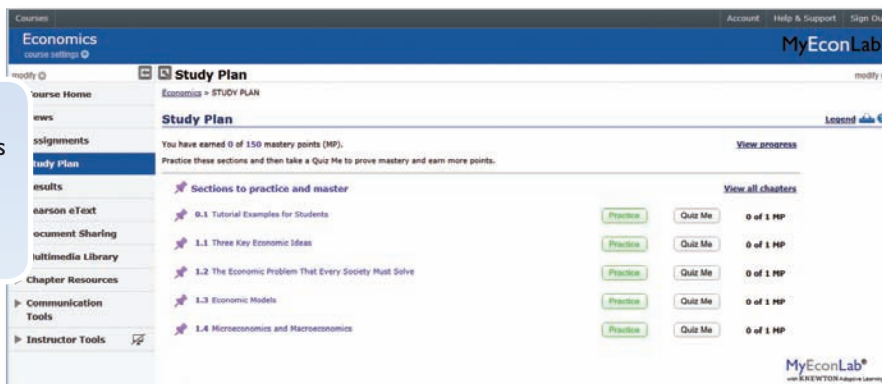 Courses
Account Help & Support Sign Ou
Economics
course settings
MyEconLab
modify
Study Plan
modify
ourse Home
Economics > STUDY PLAN
ews
Study Plan
Legend
ssignments
s
You have earned 0 of 150 mastery points (MP).
View progress
tudy Plan
Practice these sections and then take a Quiz Me to prove mastery and earn more points.
esults
Sections to practice and master
View all chapters
earson eText
0.1 Tutorial Examples for Students
Practice
Quiz Me
0 of 1 MP
ocument Sharing
1.1 Three Key Economic Ideas
Practice
Quiz Me
0 of 1 MP
ultimedia Library
1.2 The Economic Problem That Every Society Must Solve
Practice
Quiz Me
0 of 1 MP
Chapter Resources
1.3 Economic Models
Practice
Quiz Me
0 of 1 MP
Communication
Tools
1.4 Microeconomics and Macroeconomics
Practice
Quiz Me
0 of 1 MP
Instructor Tools
MyEconLab®
with KNEWTON Adaptive Learning